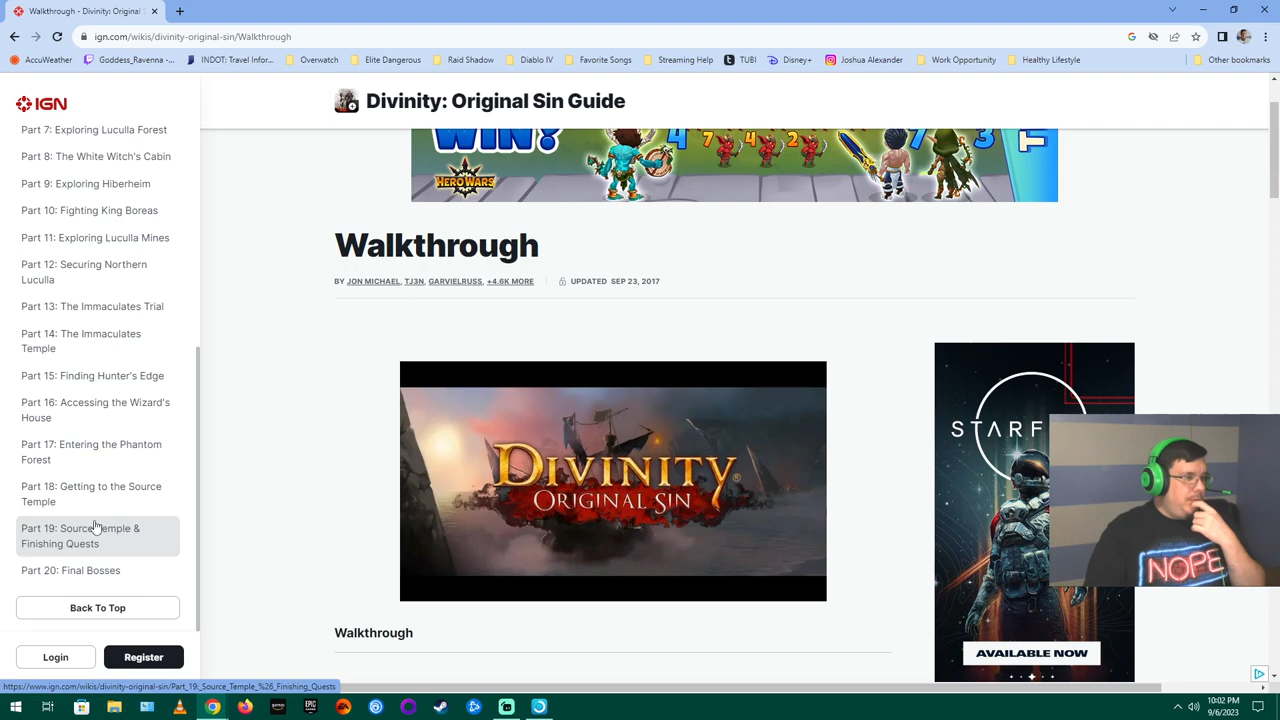 Walkthrough - Divinity: Original S
ign.com/wikis/divinity-original-sin/Walkthrough
AccuWeather
Goddess_Ravenna -...
INDOT: Travel Infor...
Overwatch
Elite Dangerous
Raid Shadow
Diablo IV
Favorite Songs
Streaming Help
TUBI
Disney+
Joshua Alexander
Work Opportunity
Healthy Lifestyle
Other bookmarks
IGN
Part 7: Exploring Luculla Forest
Part 8: The White Witch's Cabin
Part 9: Exploring Hiberheim
Part 10: Fighting King Boreas
Part 11: Exploring Luculla Mines
Part 12: Securing Northern
Luculla
Part 13: The Immaculates Trial
Part 14: The Immaculates
Temple
Part 15: Finding Hunter's Edge
Part 16: Accessing the Wizard's
House
Part 17: Entering the Phantom
Forest
Part 18: Getting to the Source
Temple
Part 19: Source Temple &
Finishing Quests
Part 20: Final Bosses
Back To Top
Login
Register
https://www.ign.com/wikis/divinity-original-sin/Part_19:_Source_Temple_%26_Finishing_Quests
Divinity: Original Sin Guide
WIN!
4
7
4
2
7
3
HERO WARS
Walkthrough
BY JON MICHAEL, TJ3N, GARVIELRUSS, +4.6K MORE
UPDATED SEP 23, 2017
DIVINITY
ORIGINAL SIN
Walkthrough
STARF
AVAILABLE NOW
NOPE
10:02 PM
9/6/2023